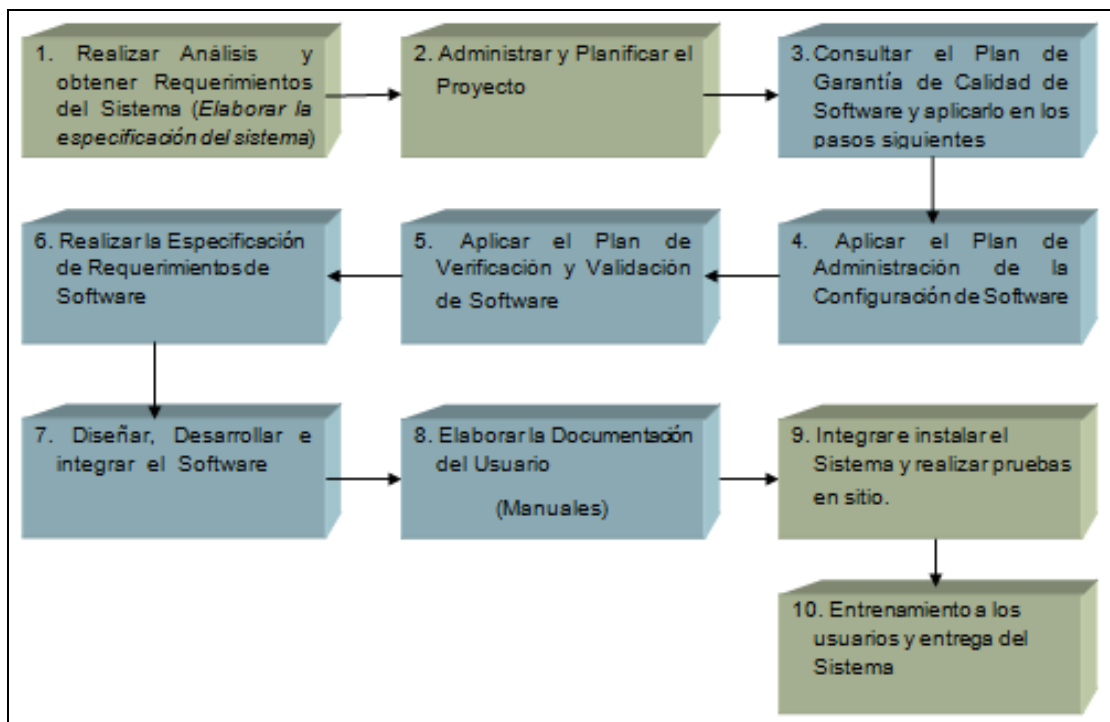 1. Realizar Análisis y
obtener Requerimientos
del Sistema (Elaborar la
especificación del sistema)
2. Administrar y Planificar el
Proyecto
3. Consultar el Plan de
Garantía de Calidad de
Software y aplicarlo en los
pasos siguientes
4. Aplicar el Plan de
Administración de la
Configuración de Software
5. Aplicar el Plan de
Verificación y Validación
de Software
6. Realizar la Especificación
de Requerimientos de
Software
7. Diseñar, Desarrollar e
integrar el Software
8. Elaborar la Documentación
del Usuario
(Manuales)
9. Integrar e instalar el
Sistema y realizar pruebas
en sitio.
10. Entrenamiento a los
usuarios y entrega del
Sistema